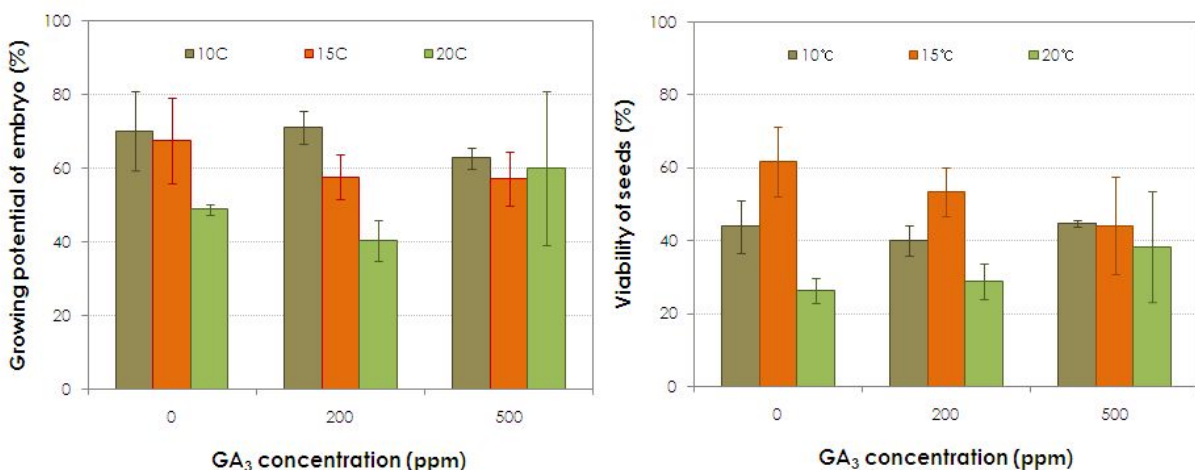 Growing potential of embryo (%)
100
80
60
40
20
0
10C 15C 20C
0 200 500
GA₃ concentration (ppm)
Viability of seeds (%)
100
80
60
40
20
0
10℃ 15℃ 20℃
0 200 500
GA₃ concentration (ppm)